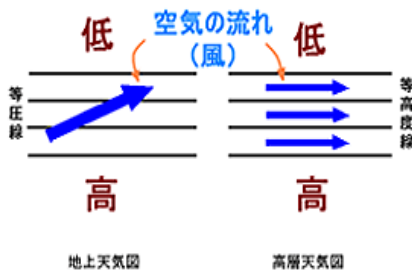 空気の流れ
（風）
低
低
等圧線
等高度線
高
高
地上天気図
高層天気図